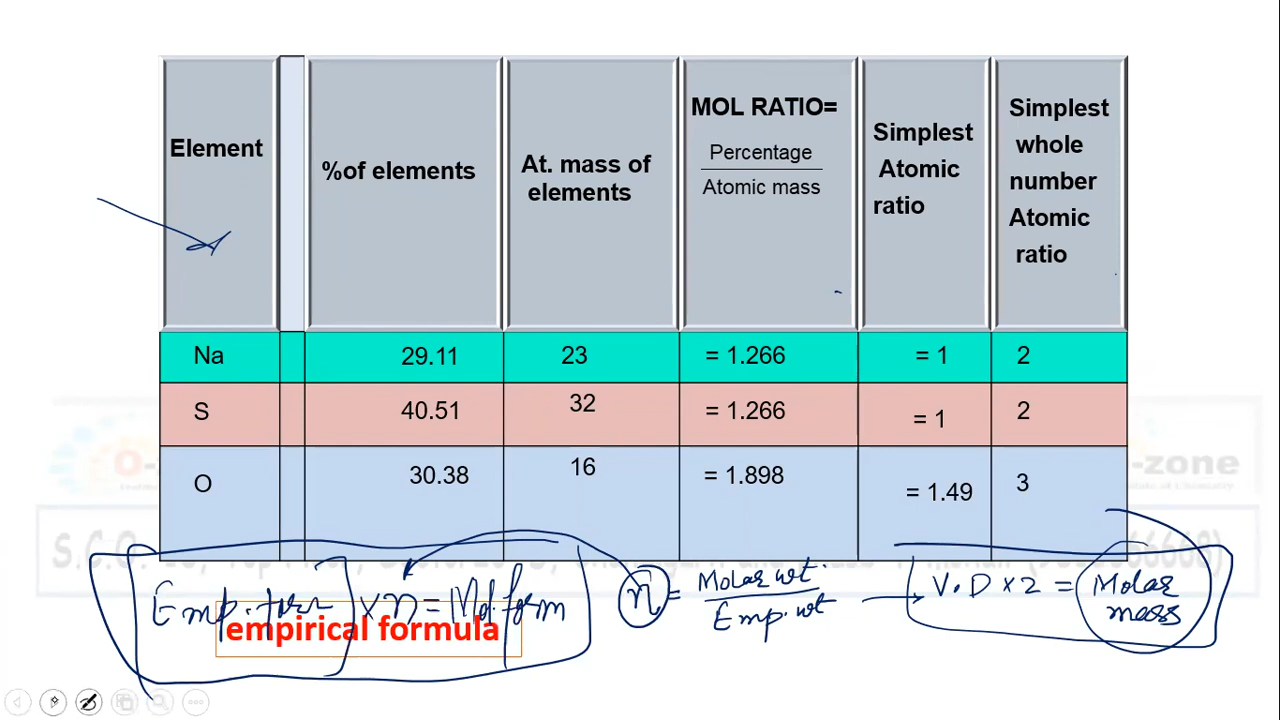 Element
%of elements
At. mass of
elements
MOL RATIO=
Percentage
Atomic mass
Simplest
Atomic
ratio
Simplest
whole
number
Atomic
ratio
Na 29.11 23 = 1.266 = 1 2
S 40.51 32 = 1.266 = 1 2
O 30.38 16 = 1.898 = 1.49 3
-zone
S.C.O.
Emp. form × n = Mol. form
n = Molar wt. / Emp. wt
V.D × 2 = Molar mass
empirical formula